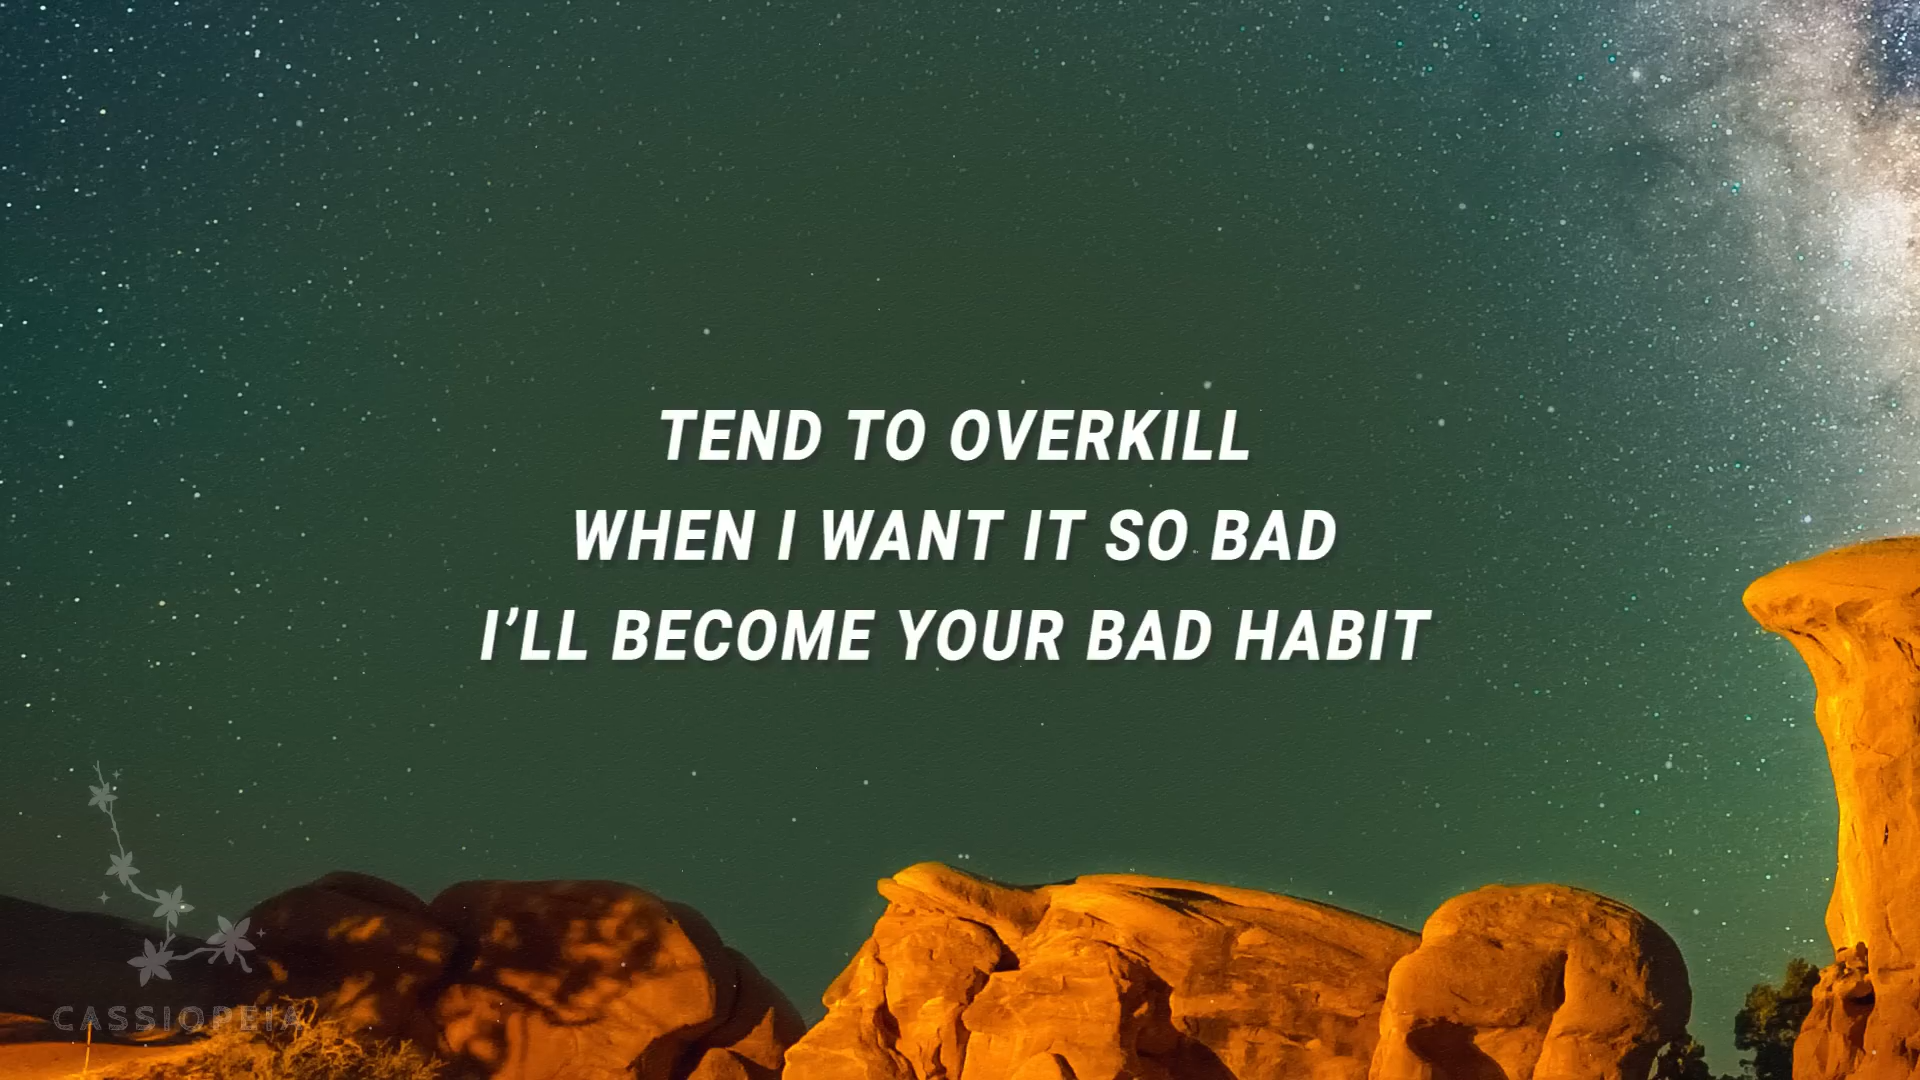 TEND TO OVERKILL
WHEN I WANT IT SO BAD
I’LL BECOME YOUR BAD HABIT
CASSIOPEIA